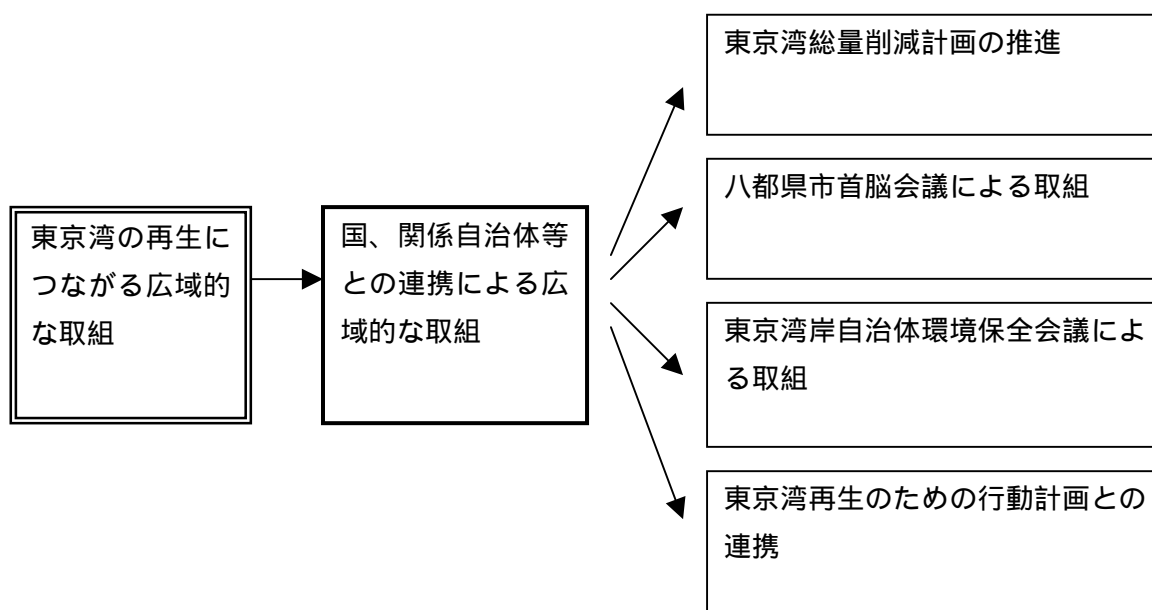 東京湾の再生に
つながる広域的
な取組
国、関係自治体等
との連携による広
域的な取組
東京湾総量削減計画の推進
八都県市首脳会議による取組
東京湾岸自治体環境保全会議によ
る取組
東京湾再生のための行動計画との
連携